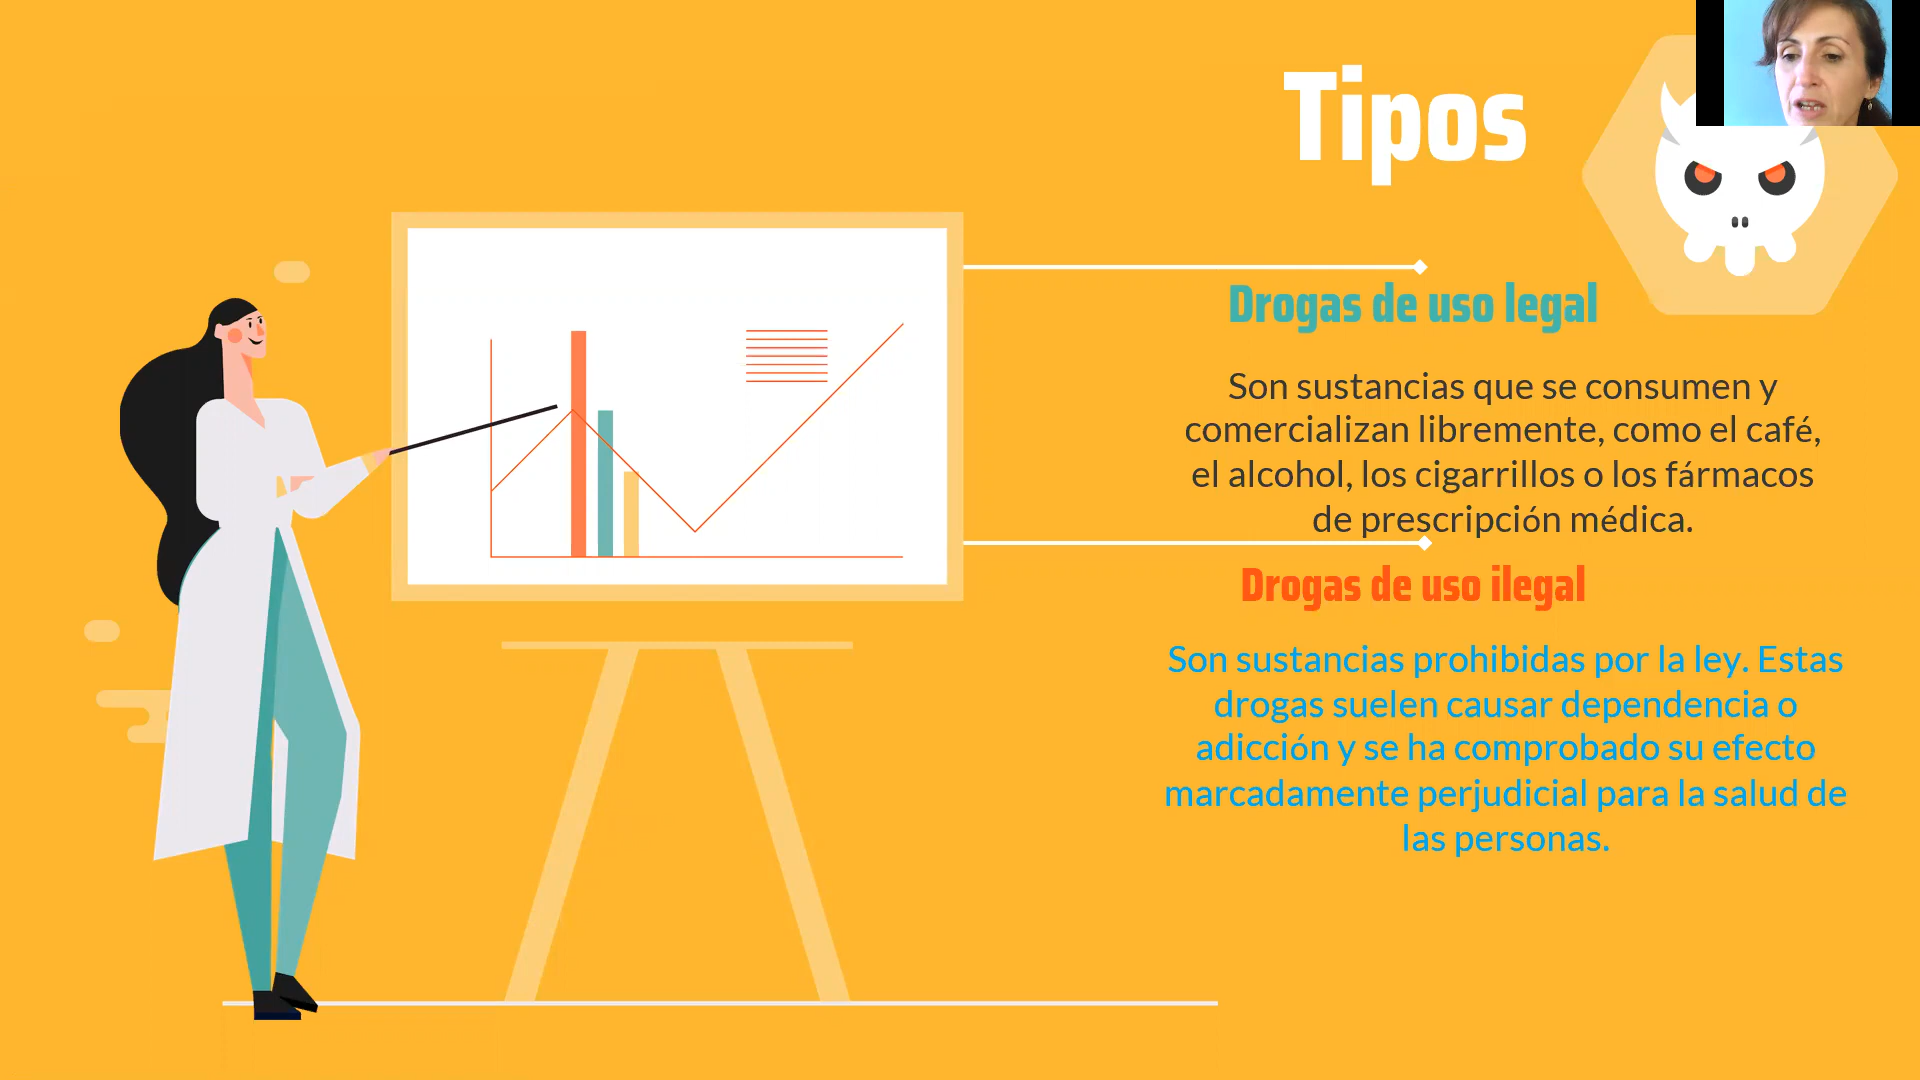 Tipos
Drogas de uso legal
Son sustancias que se consumen y
comercializan libremente, como el café,
el alcohol, los cigarrillos o los fármacos
de prescripción médica.
Drogas de uso ilegal
Son sustancias prohibidas por la ley. Estas
drogas suelen causar dependencia o
adicción y se ha comprobado su efecto
marcadamente perjudicial para la salud de
las personas.